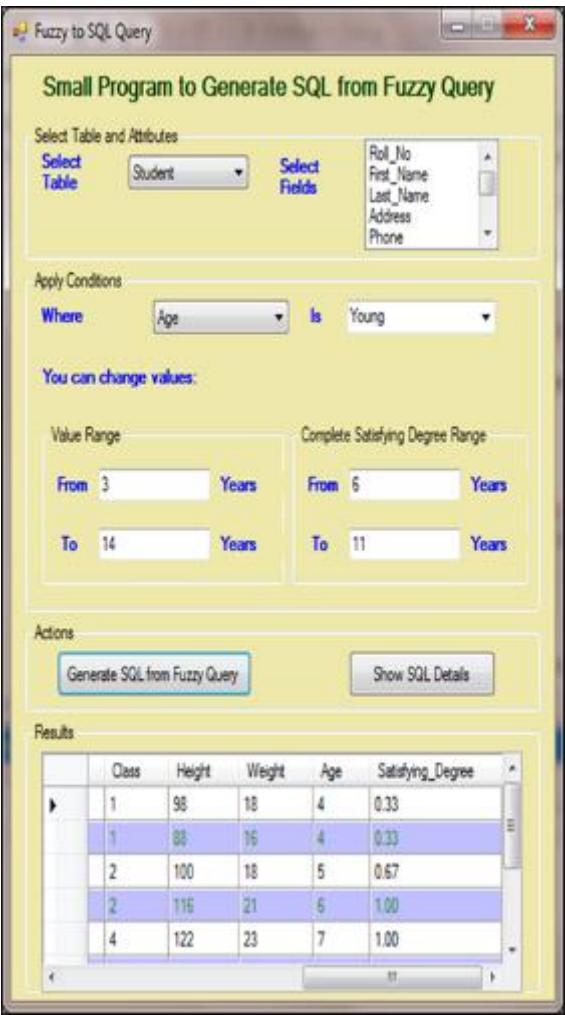 Fuzzy to SQL Query
Small Program to Generate SQL from Fuzzy Query
Select Table and Attributes
Select Table
Student
Select Fields
Roll_No
First_Name
Last_Name
Address
Phone
Apply Conditions
Where Age Is Young
You can change values:
Value Range
From 3 Years
To 14 Years
Complete Satisfying Degree Range
From 6 Years
To 11 Years
Actions
Generate SQL from Fuzzy Query Show SQL Details
Results
Class Height Weight Age Satisfying_Degree
1 98 18 4 0.33
1 88 16 4 0.33
2 100 18 5 0.67
2 116 21 6 1.00
4 122 23 7 1.00